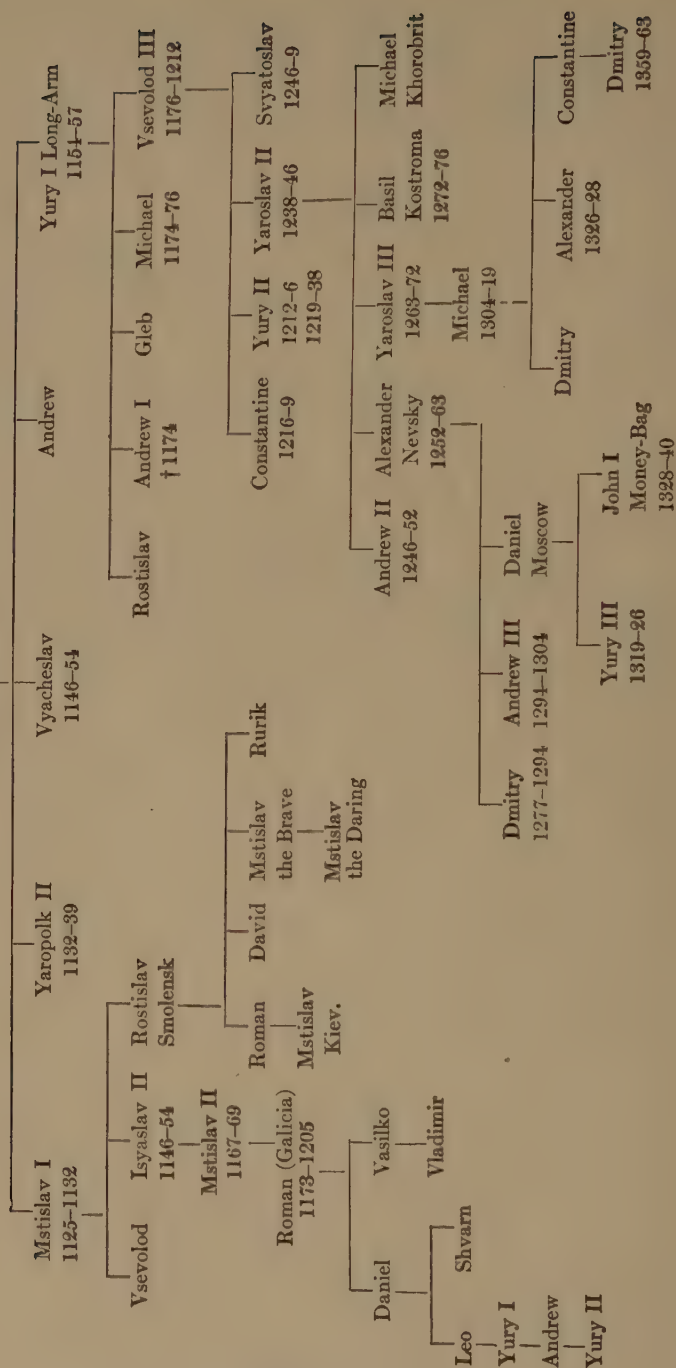 Mstislav I
1125–1132
Yaropolk II
1132–39
Vyacheslav
1146–54
Andrew
Yury I Long-Arm
1154–57
Vsevolod
Isyaslav II
1146–54
Rostislav
Smolensk
Rostislav
Andrew I
†1174
Gleb
Michael
1174–76
Vsevolod III
1176–1212
Mstislav II
1167–69
Roman
David
Mstislav
the Brave
Rurik
Constantine
1216–9
Yury II
1212–6
1219–38
Yaroslav II
1238–46
Svyatoslav
1246–9
Roman (Galicia)
1173–1205
Mstislav
Kiev.
Mstislav
the Daring
Andrew II
1246–52
Alexander
Nevsky
1252–63
Yaroslav III
1263–72
Basil
Kostroma
1272–76
Michael
Khorobrit
Daniel
Vasilko
Michael
1304–19
Leo
Shvarn
Vladimir
Dmitry
1277–1294
Andrew III
1294–1304
Daniel
Moscow
Dmitry
Alexander
1326–28
Constantine
Yury I
Andrew
Yury II
Yury III
1319–26
John I
Money-Bag
1328–40
Dmitry
1359–63